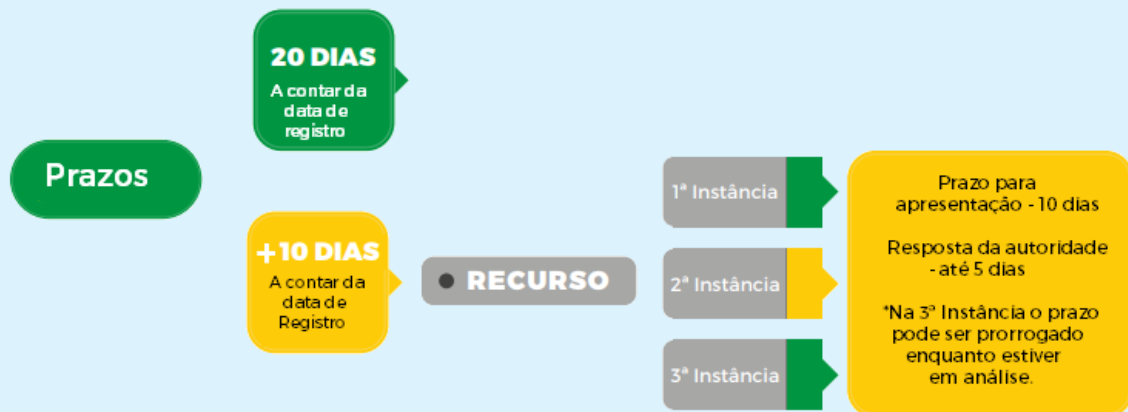 Prazos
20 DIAS
A contar da
data de
registro
+10 DIAS
A contar da
data de
Registro
• RECURSO
1ª Instância
2ª Instância
3ª Instância
Prazo para
apresentação - 10 dias
Resposta da autoridade
- até 5 dias
*Na 3ª Instância o prazo
pode ser prorrogado
enquanto estiver
em análise.